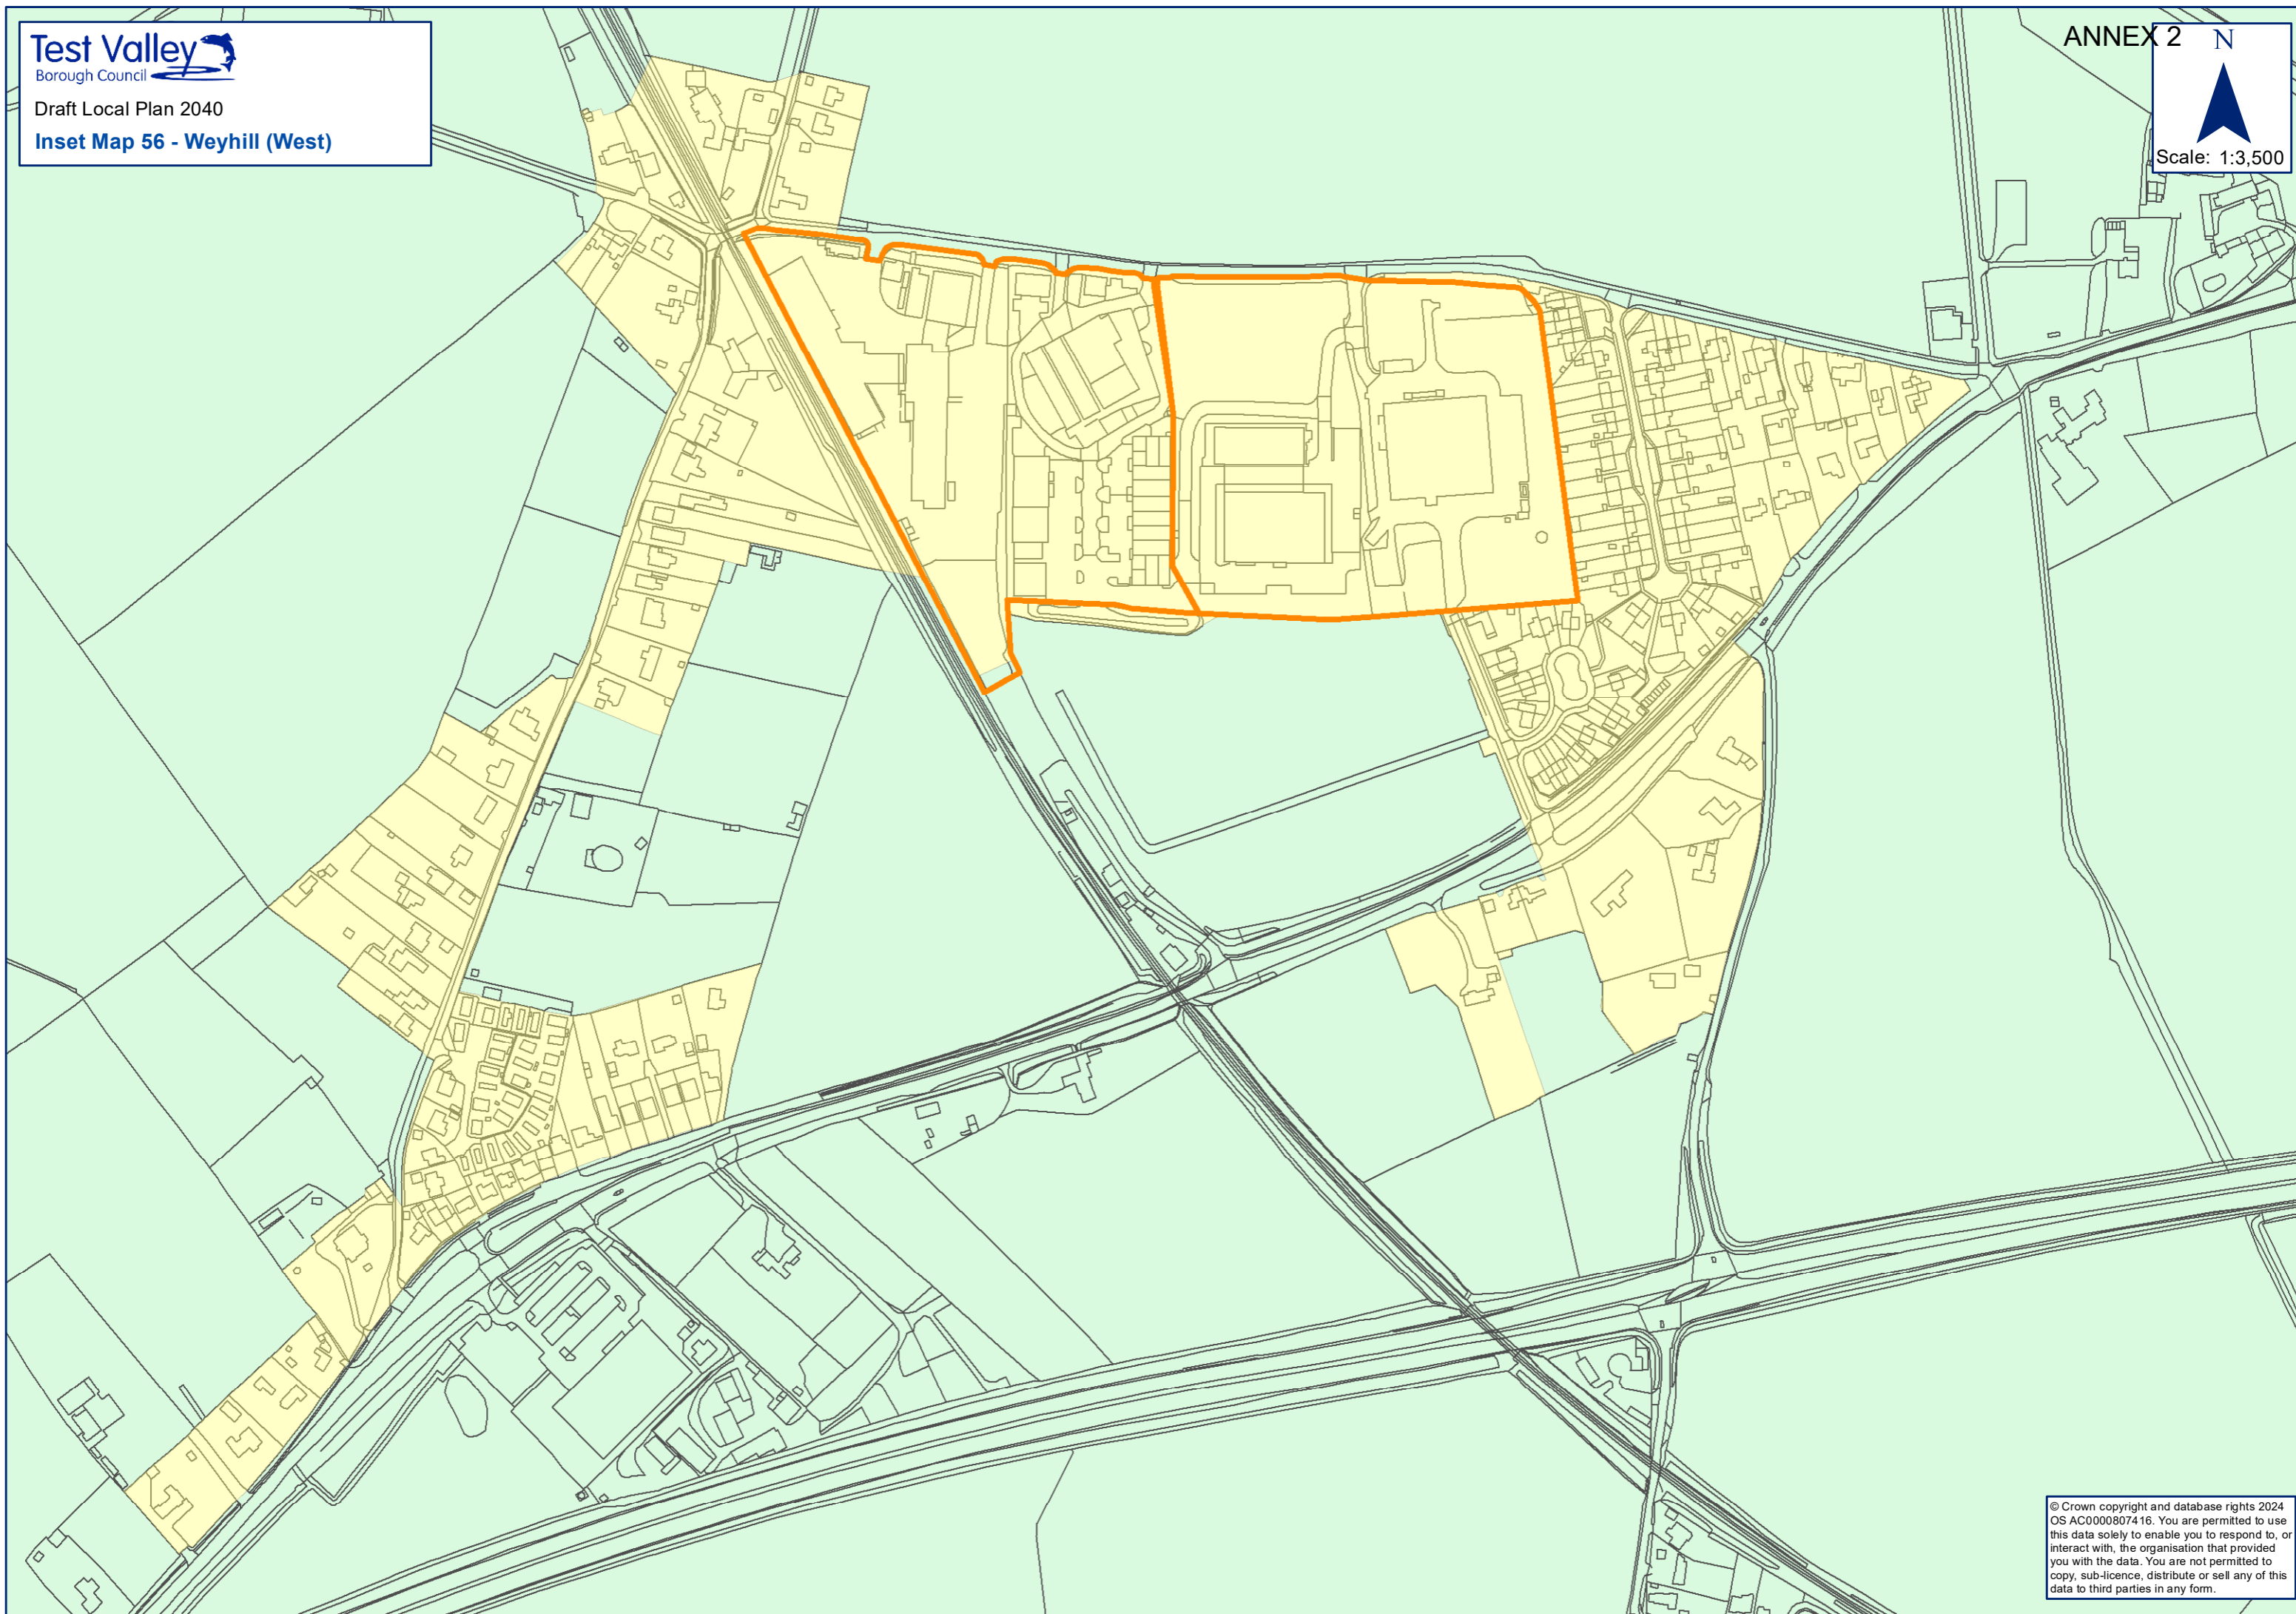 Test Valley
Borough Council
Draft Local Plan 2040
Inset Map 56 - Weyhill (West)
ANNEX 2
N
Scale: 1:3,500
© Crown copyright and database rights 2024
OS AC0000807416. You are permitted to use
this data solely to enable you to respond to, or
interact with, the organisation that provided
you with the data. You are not permitted to
copy, sub-licence, distribute or sell any of this
data to third parties in any form.